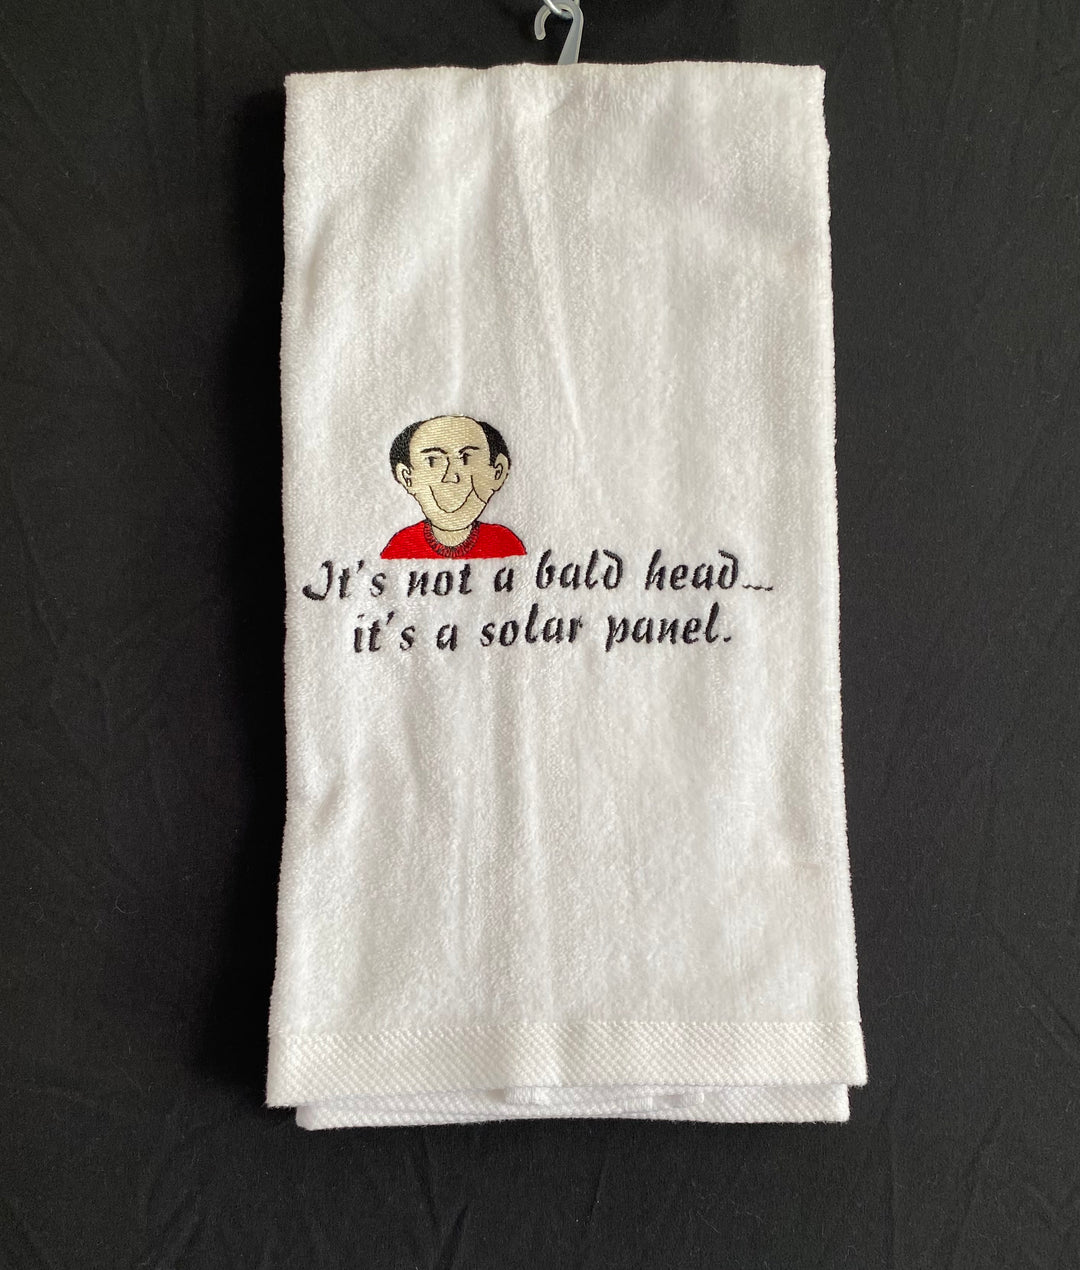 It's not a bald head...
it's a solar panel.